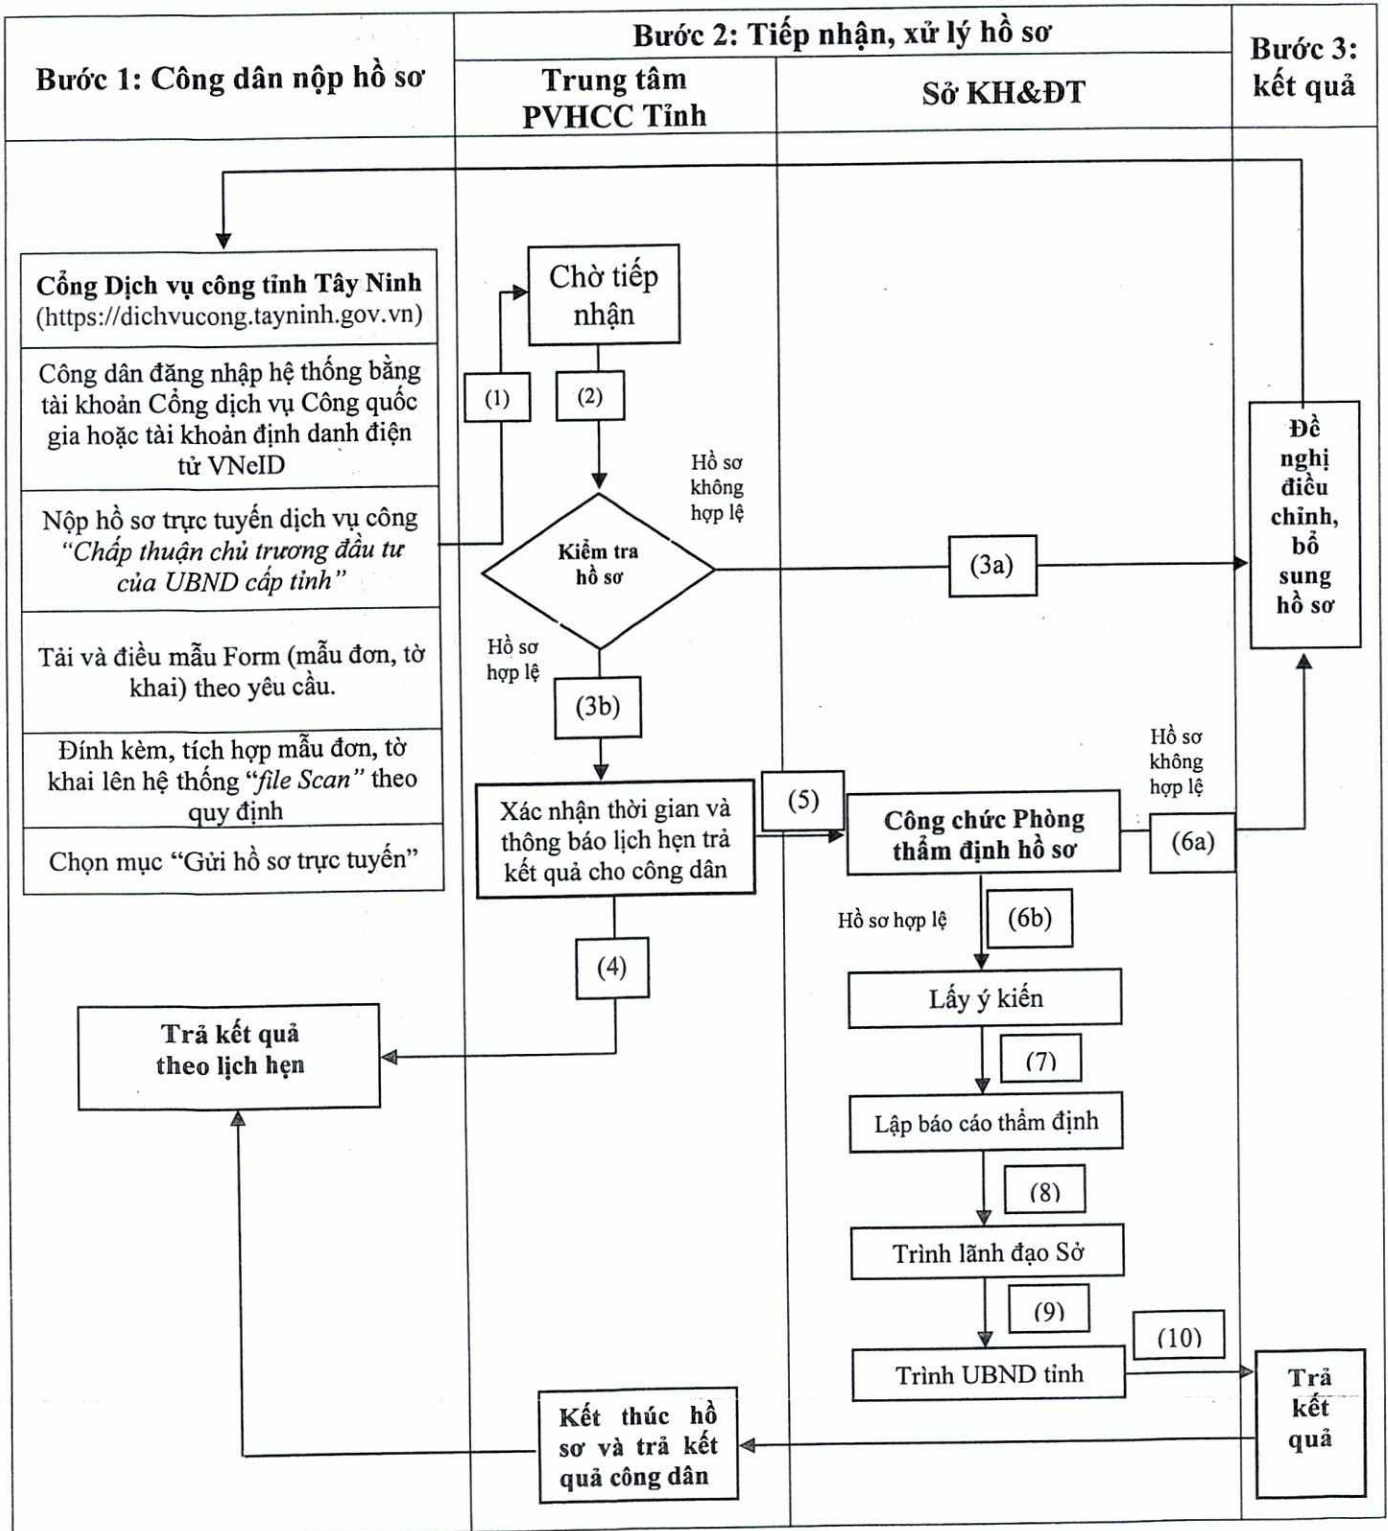 Bước 1: Công dân nộp hồ sơ
Bước 2: Tiếp nhận, xử lý hồ sơ
Trung tâm
PVHCC Tỉnh
Sở KH&ĐT
Bước 3:
kết quả
Cổng Dịch vụ công tỉnh Tây Ninh
(https://dichvucong.tayninh.gov.vn)
Công dân đăng nhập hệ thống bằng
tài khoản Cổng dịch vụ Công quốc
gia hoặc tài khoản định danh điện
tử VNeID
Nộp hồ sơ trực tuyến dịch vụ công
“Chấp thuận chủ trương đầu tư
của UBND cấp tỉnh”
Tải và điều mẫu Form (mẫu đơn, tờ
khai) theo yêu cầu.
Đính kèm, tích hợp mẫu đơn, tờ
khai lên hệ thống “file Scan” theo
quy định
Chọn mục “Gửi hồ sơ trực tuyến”
(1)
Chờ tiếp
nhận
(2)
Kiểm tra
hồ sơ
Hồ sơ
không
hợp lệ
(3a)
Đề
nghị
điều
chỉnh,
bổ
sung
hồ sơ
Hồ sơ
hợp lệ
(3b)
Xác nhận thời gian và
thông báo lịch hẹn trả
kết quả cho công dân
(4)
Trả kết quả
theo lịch hẹn
(5)
Công chức Phòng
thẩm định hồ sơ
Hồ sơ
không
hợp lệ
(6a)
Hồ sơ hợp lệ
(6b)
Lấy ý kiến
(7)
Lập báo cáo thẩm định
(8)
Trình lãnh đạo Sở
(9)
Trình UBND tỉnh
(10)
Trả
kết
quả
Kết thúc hồ
sơ và trả kết
quả công dân